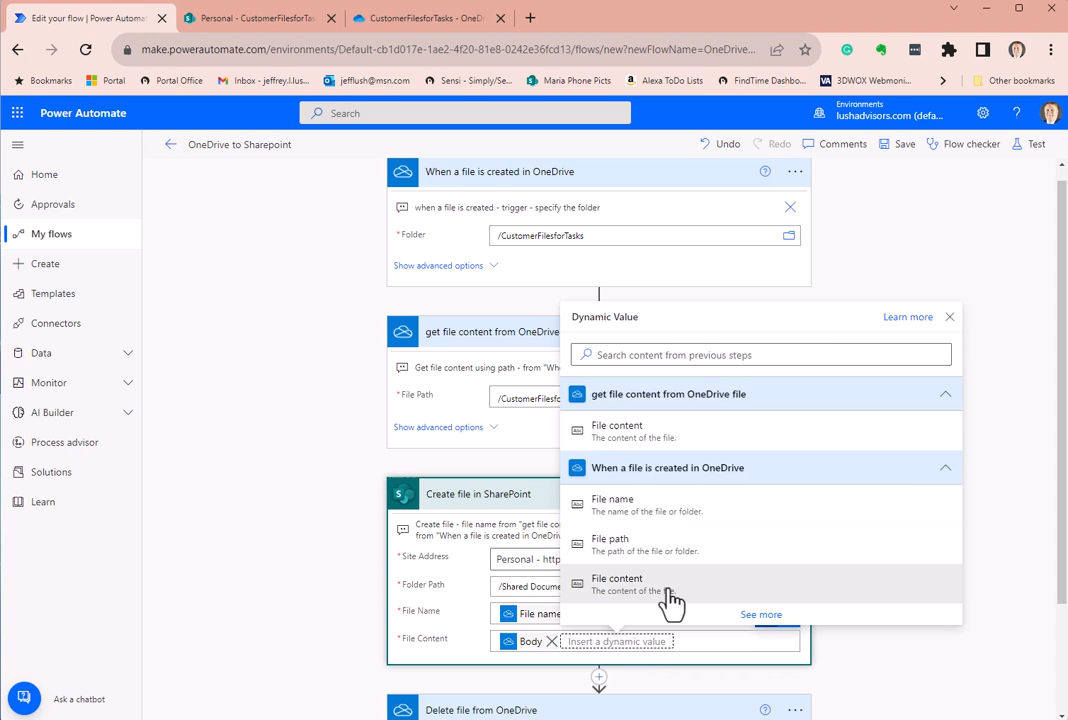 Edit your flow | Power Automate
Personal - CustomerFilesforTasks -
CustomerFilesforTasks - OneD
make.powerautomate.com/environments/Default-cb1d017e-1ae2-4f20-81e8-0242e36fcd13/flows/new?newFlowName=OneDrive...
Bookmarks
Portal
Portal Office
Inbox - jeffrey.l.lus...
jefflush@msn.com
Sensi - Simply/Se...
Maria Phone Picts
Alexa ToDo Lists
FindTime Dashbo...
3DWOX Webmoni...
Other bookmarks
Power Automate
Search
Environments
lushadvisors.com (defa...
OneDrive to Sharepoint
Undo
Redo
Comments
Save
Flow checker
Test
Home
Approvals
My flows
Create
Templates
Connectors
Data
Monitor
AI Builder
Process advisor
Solutions
Learn
Ask a chatbot
When a file is created in OneDrive
when a file is created - trigger - specify the folder
* Folder
/CustomerFilesforTasks
Show advanced options
get file content from OneDrive
Get file content using path - from "Wh
* File Path
/CustomerFi
Show advanced options
Create file in SharePoint
Create file - file name from "get file co
from "When a file is created in OneDriv
* Site Address
Personal - http
* Folder Path
/Shared Docume
* File Name
File name
* File Content
Body
Insert a dynamic value
Delete file from OneDrive
Dynamic Value
Learn more
Search content from previous steps
get file content from OneDrive file
File content
The content of the file.
When a file is created in OneDrive
File name
The name of the file or folder.
File path
The path of the file or folder.
File content
The content of the file.
See more